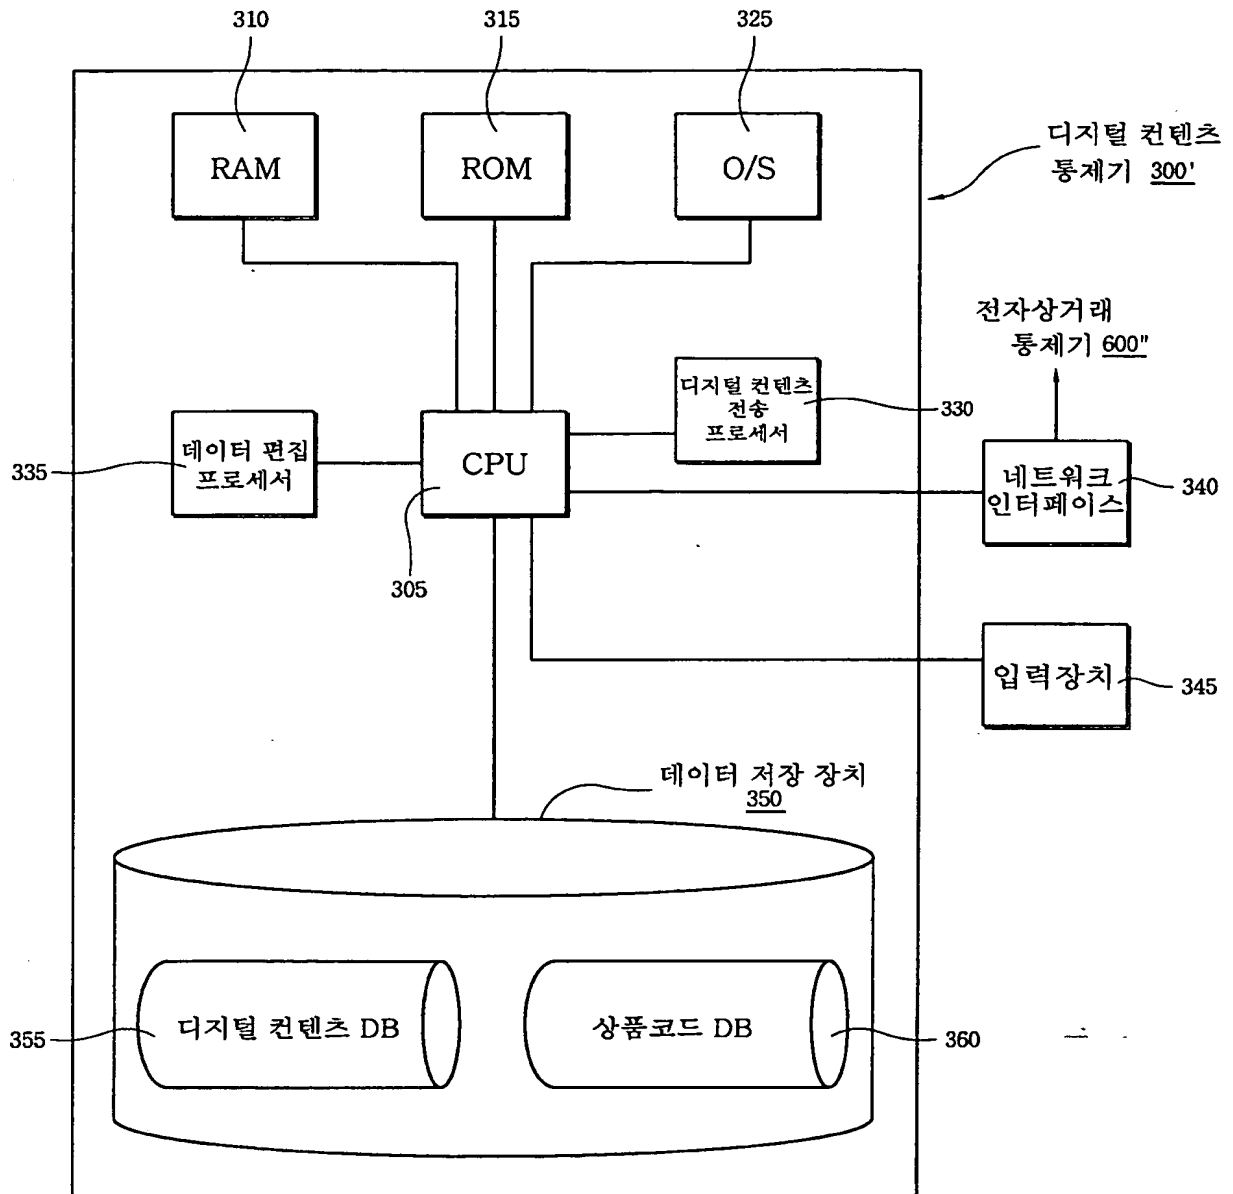 310
315
325
RAM
ROM
O/S
디지털 컨텐츠
통제기 300'
전자상거래
통제기 600"
디지털 컨텐츠
전송
프로세서
330
335
데이터 편집
프로세서
CPU
305
네트워크
인터페이스
340
입력장치
345
데이터 저장 장치
350
355
디지털 컨텐츠 DB
상품코드 DB
360